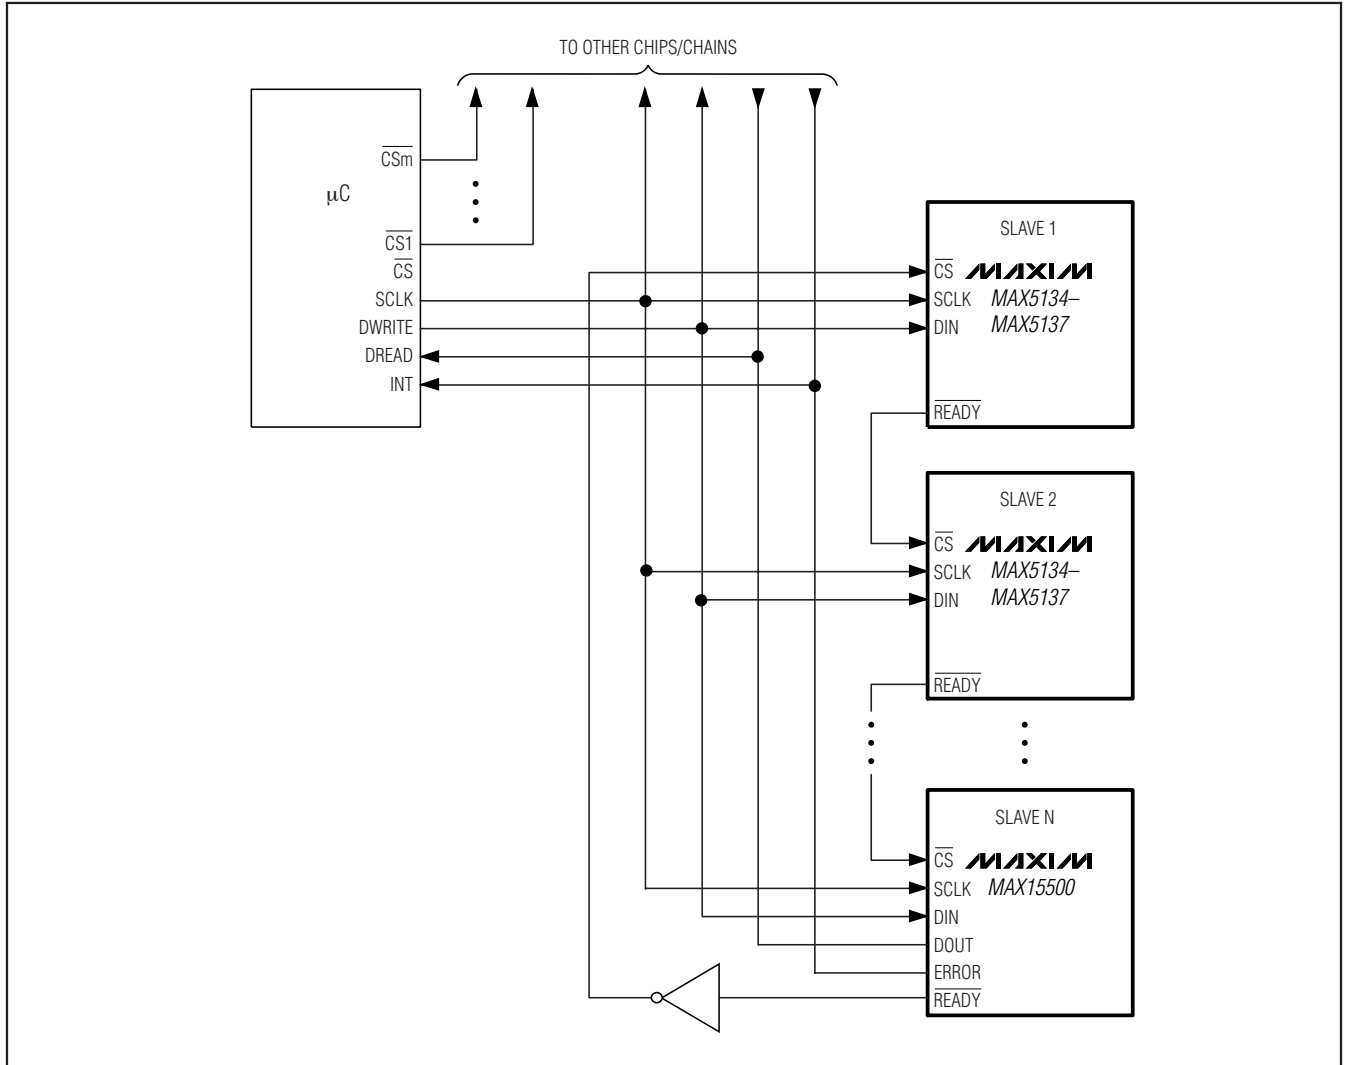 TO OTHER CHIPS/CHAINS
CSm
μC
CS1
CS
SCLK
DWRITE
DREAD
INT
SLAVE 1
CS MAXIM
SCLK MAX5134–
DIN MAX5137
READY
SLAVE 2
CS MAXIM
SCLK MAX5134–
DIN MAX5137
READY
SLAVE N
CS MAXIM
SCLK MAX15500
DIN
DOUT
ERROR
READY